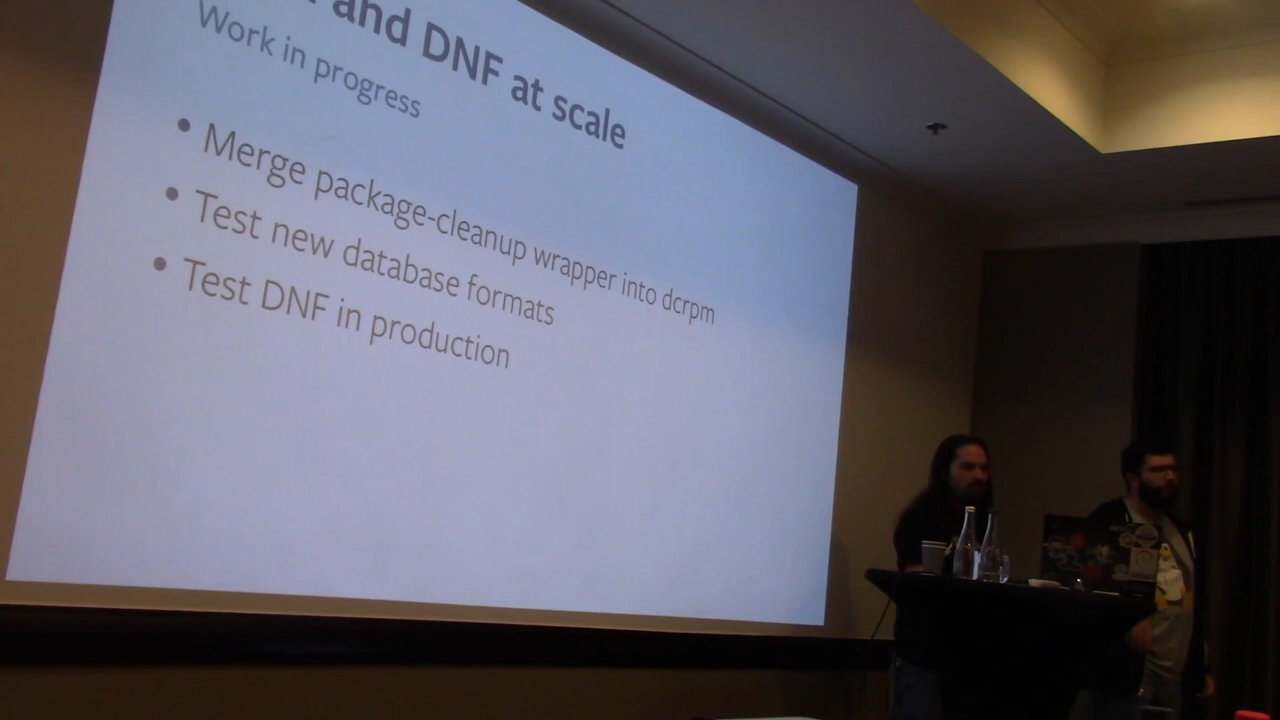 and DNF at scale
Work in progress
• Merge package-cleanup wrapper into dcrpm
• Test new database formats
• Test DNF in production